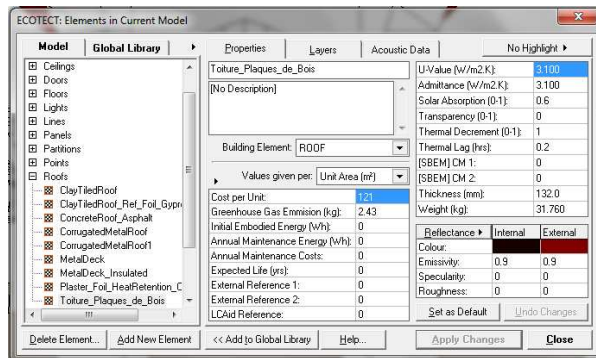 ECOTECT: Elements in Current Model
Model Global Library
Ceilings
Doors
Floors
Lights
Lines
Panels
Partitions
Points
Roofs
ClayTiledRoof
ClayTiledRoof_Ref_Foil_Gypro
ConcreteRoof_Asphalt
CorrugatedMetalRoof
CorrugatedMetalRoof1
MetalDeck
MetalDeck_Insulated
Plaster_Foil_HeatRetention_C
Toiture_Plaques_de_Bois
Properties Layers Acoustic Data
Toiture_Plaques_de_Bois
[No Description]
Building Element: ROOF
Values given per: Unit Area (m²)
Cost per Unit: 121
Greenhouse Gas Emmision (kg): 2.43
Initial Embodied Energy (Wh): 0
Annual Maintenance Energy (Wh): 0
Annual Maintenance Costs: 0
Expected Life (yrs): 0
External Reference 1: 0
External Reference 2: 0
LCAid Reference: 0
No Highlight
U-Value (W/m2.K): 3.100
Admittance (W/m2.K): 3.100
Solar Absorption (0-1): 0.6
Transparency (0-1): 0
Thermal Decrement (0-1): 1
Thermal Lag (hrs): 0.2
[SBEM] CM 1: 0
[SBEM] CM 2: 0
Thickness (mm): 132.0
Weight (kg): 31.760
Reflectance Internal External
Colour:
Emissivity: 0.9 0.9
Specularity: 0 0
Roughness: 0 0
Set as Default Undo Changes
Delete Element... Add New Element << Add to Global Library Help... Apply Changes Close